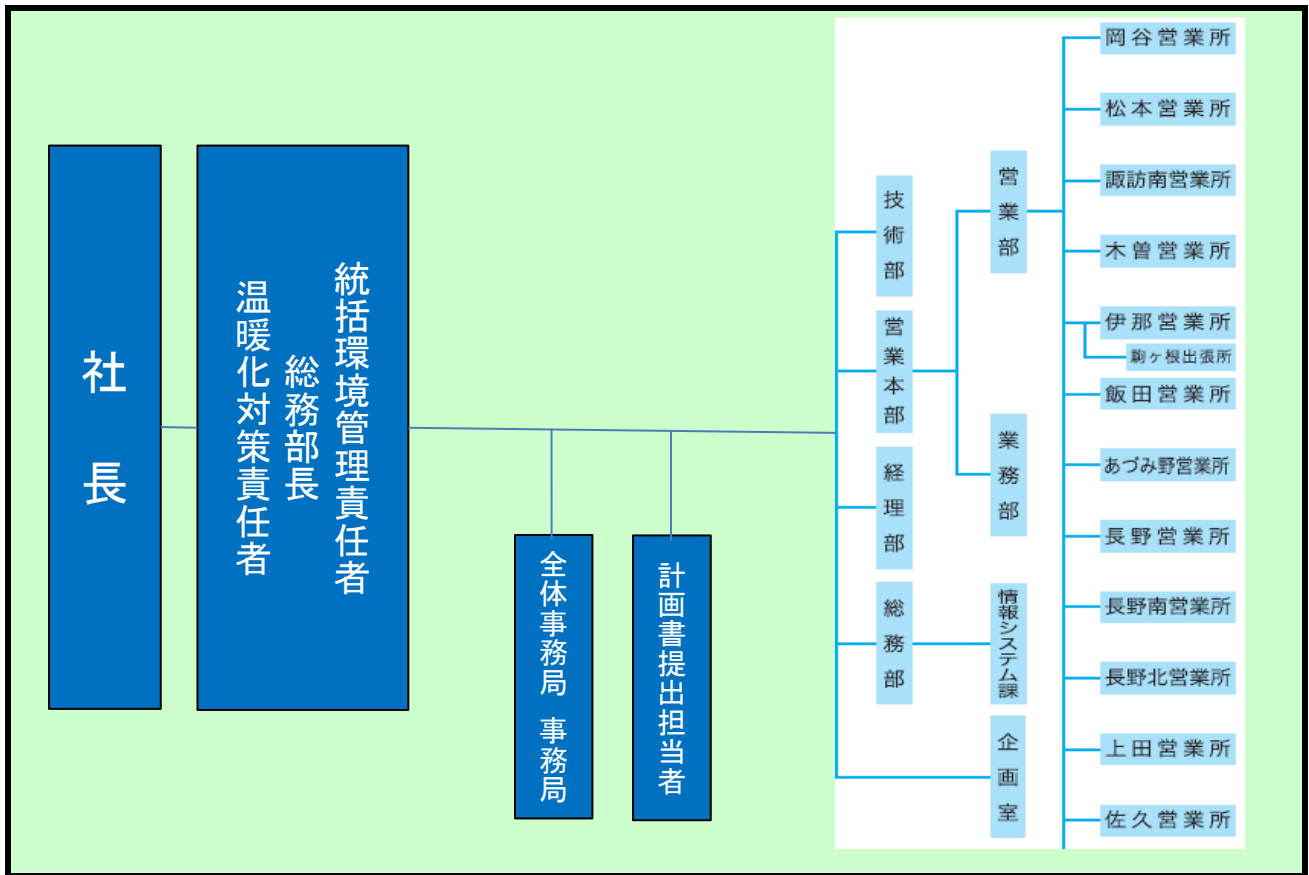 社長
統括環境管理責任者
総務部長
温暖化対策責任者
全体事務局 事務局
計画書提出担当者
技術部
営業本部
経理部
総務部
営業部
業務部
情報システム課
企画室
岡谷営業所
松本営業所
諏訪南営業所
木曽営業所
伊那営業所
駒ヶ根出張所
飯田営業所
あづみ野営業所
長野営業所
長野南営業所
長野北営業所
上田営業所
佐久営業所